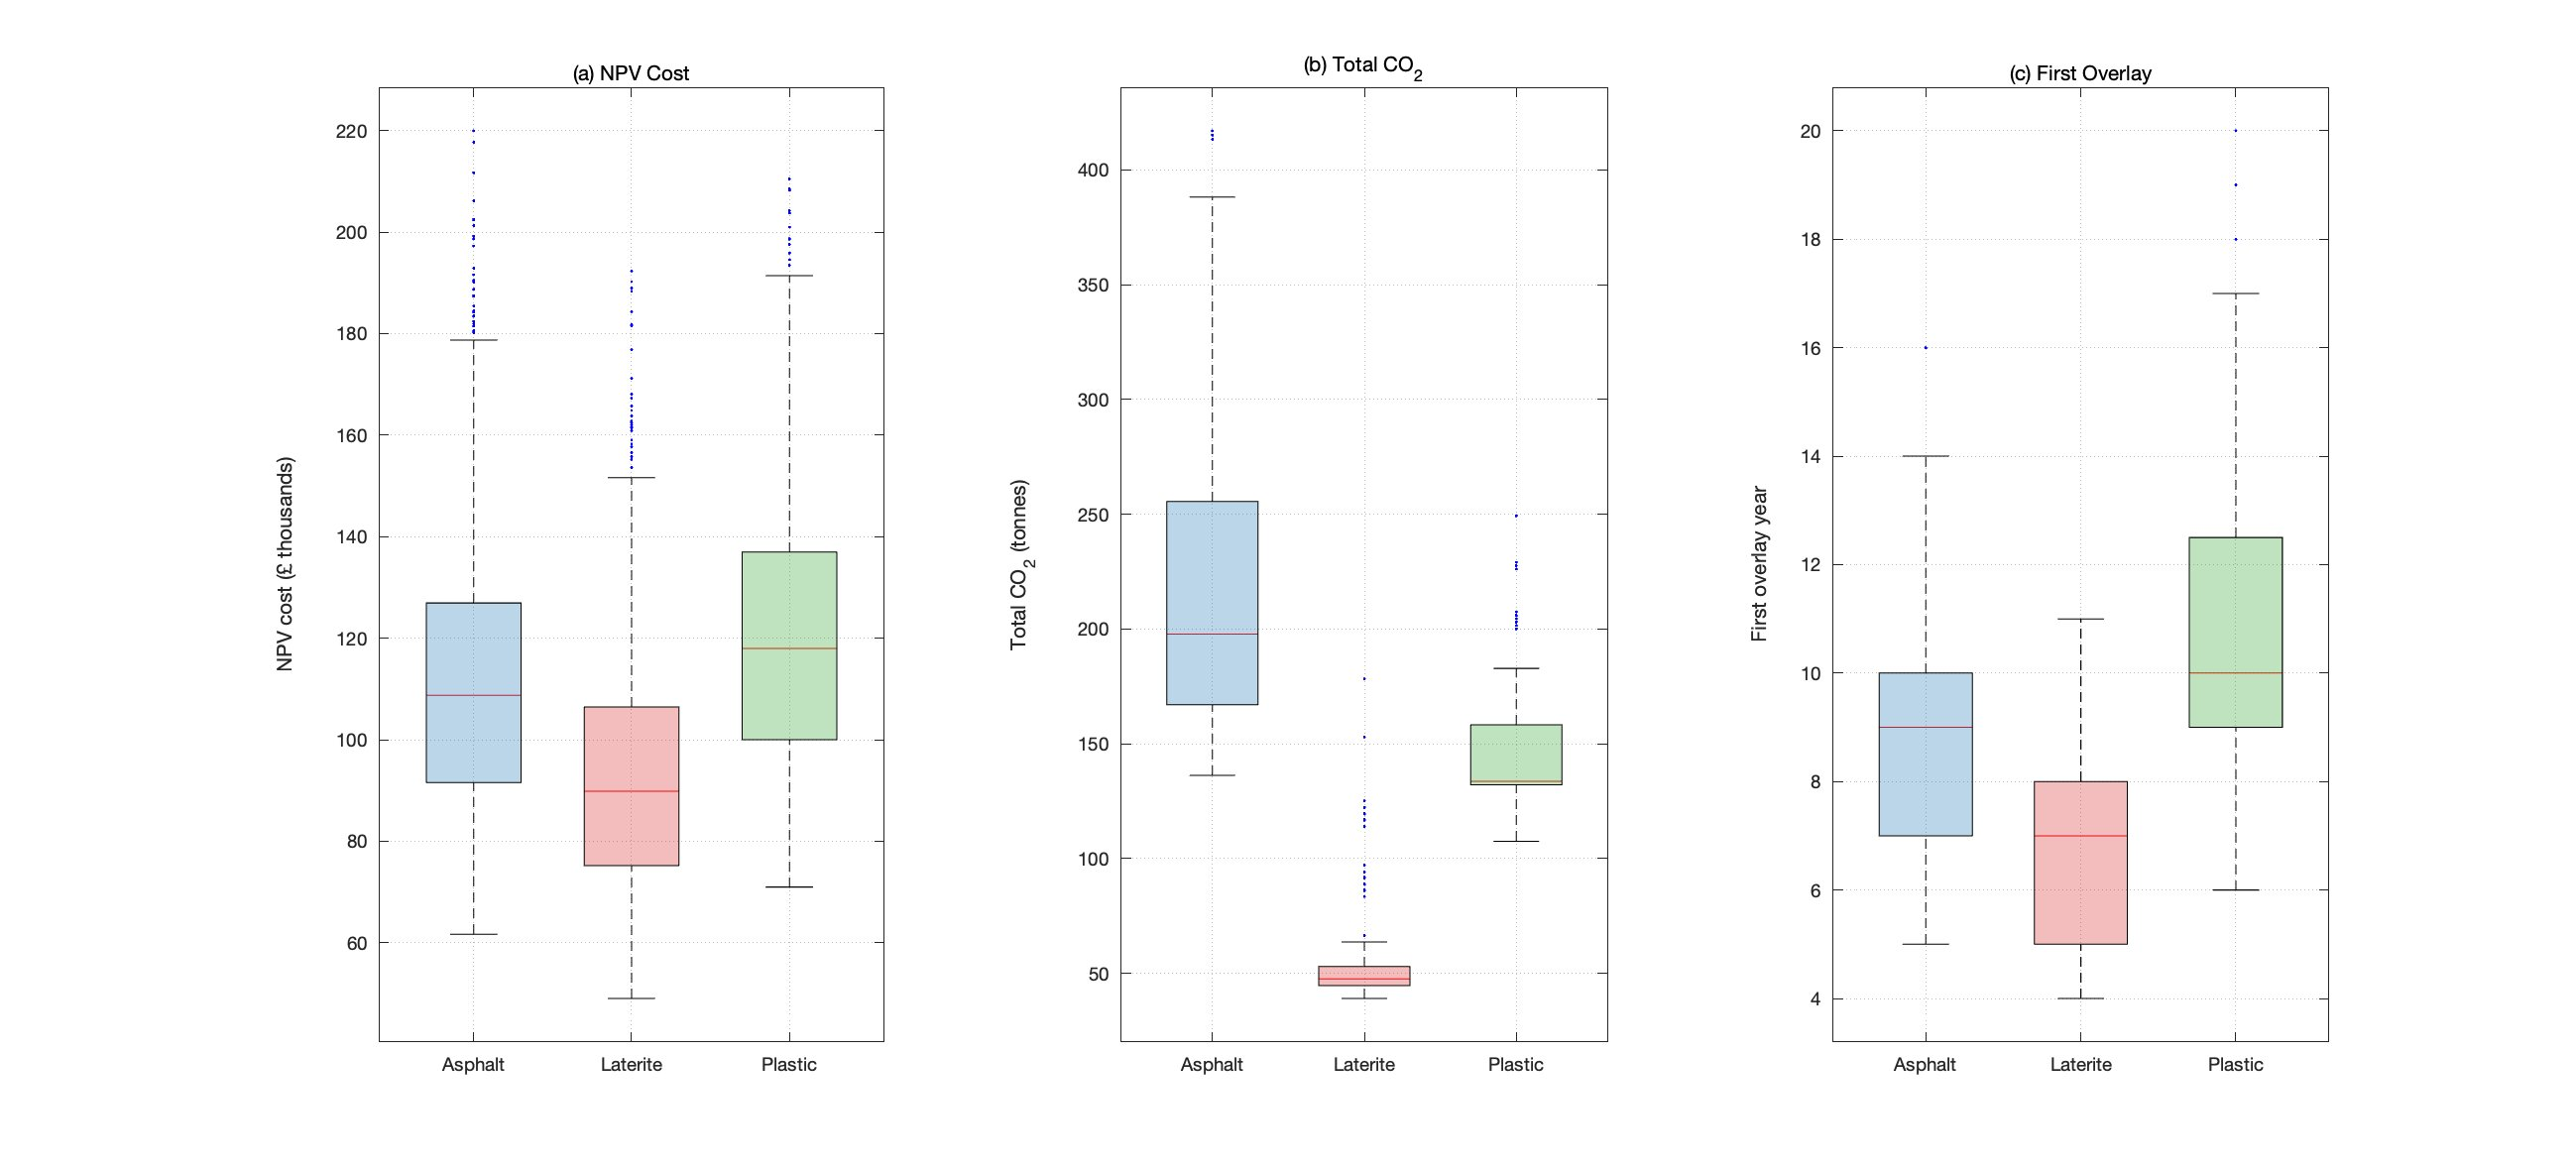 (a) NPV Cost
NPV cost (£ thousands)
220
200
180
160
140
120
100
80
60
Asphalt
Laterite
Plastic
(b) Total CO2
Total CO2 (tonnes)
400
350
300
250
200
150
100
50
Asphalt
Laterite
Plastic
(c) First Overlay
First overlay year
20
18
16
14
12
10
8
6
4
Asphalt
Laterite
Plastic